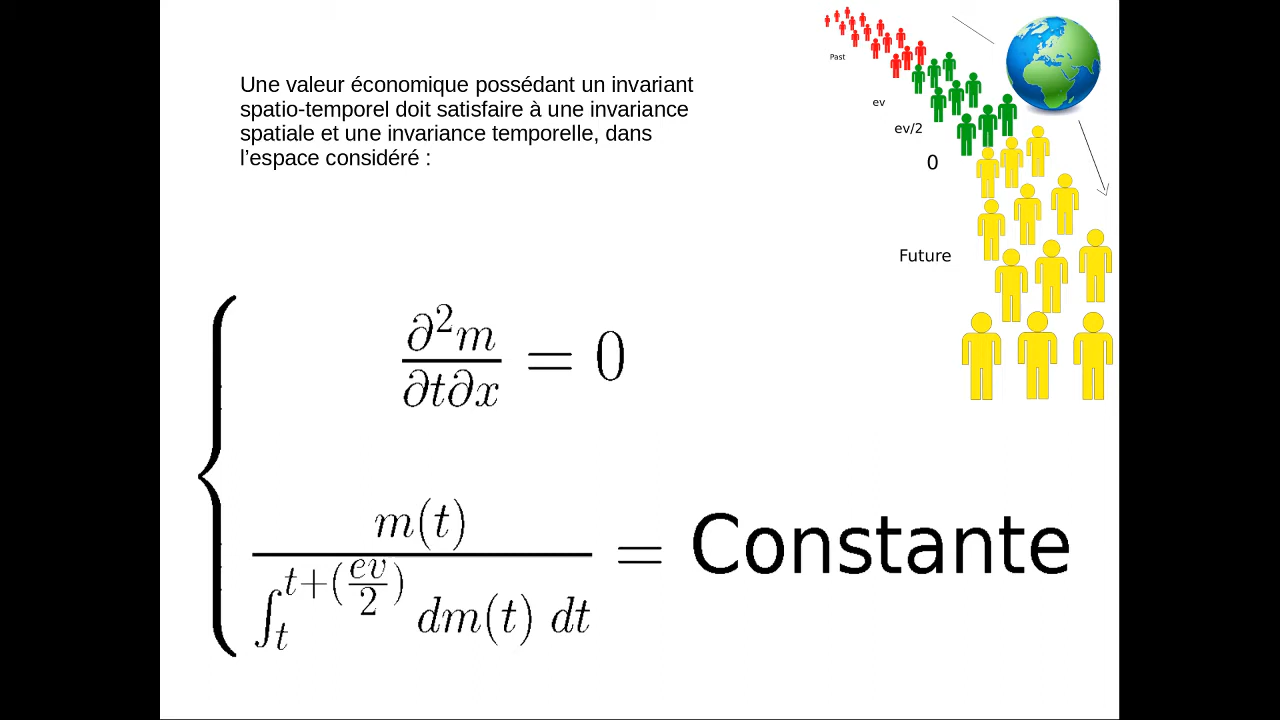 Une valeur économique possédant un invariant
spatio-temporel doit satisfaire à une invariance
spatiale et une invariance temporelle, dans
l’espace considéré :
Past
ev
ev/2
0
Future
∂²m
∂t∂x
= 0
m(t)
∫ₜ^{t+(ev/2)} dm(t) dt
= Constante